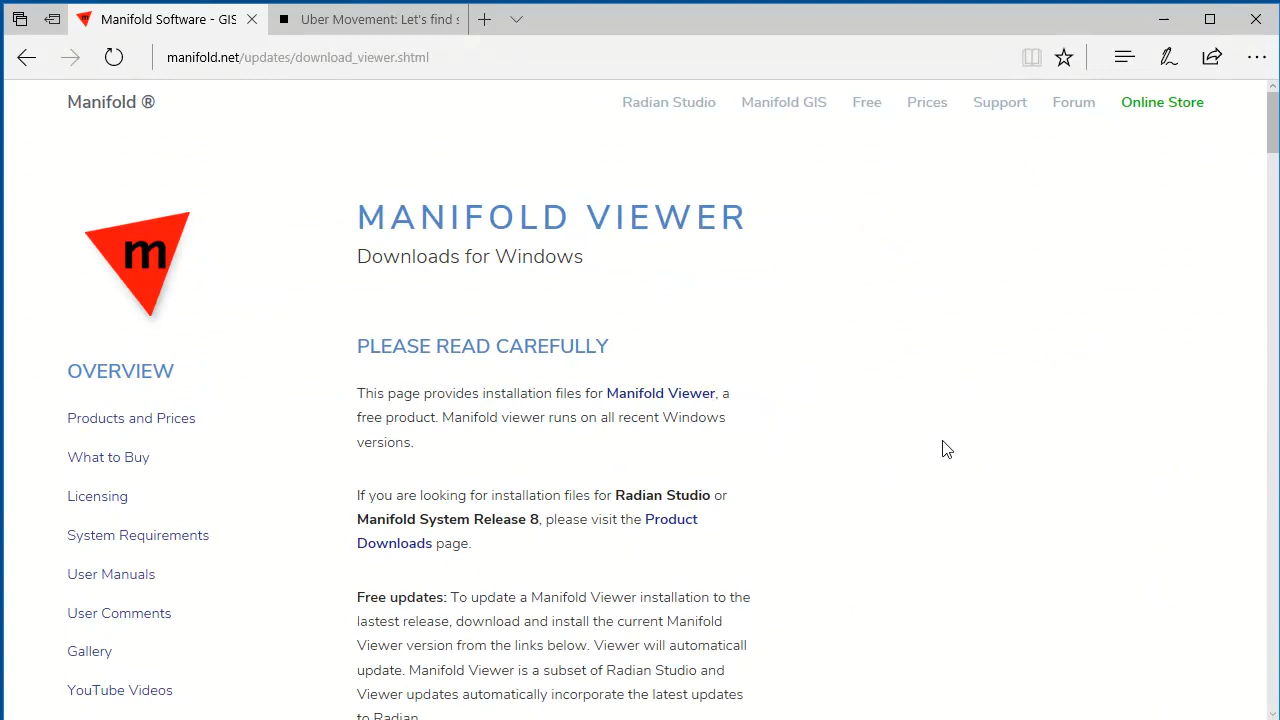 Manifold Software - GIS
Uber Movement: Let's find s
manifold.net/updates/download_viewer.shtml
Manifold ®
Radian Studio
Manifold GIS
Free
Prices
Support
Forum
Online Store
m
MANIFOLD VIEWER
Downloads for Windows
OVERVIEW
Products and Prices
What to Buy
Licensing
System Requirements
User Manuals
User Comments
Gallery
YouTube Videos
PLEASE READ CAREFULLY
This page provides installation files for Manifold Viewer, a
free product. Manifold viewer runs on all recent Windows
versions.
If you are looking for installation files for Radian Studio or
Manifold System Release 8, please visit the Product
Downloads page.
Free updates: To update a Manifold Viewer installation to the
lastest release, download and install the current Manifold
Viewer version from the links below. Viewer will automaticall
update. Manifold Viewer is a subset of Radian Studio and
Viewer updates automatically incorporate the latest updates
to Radian